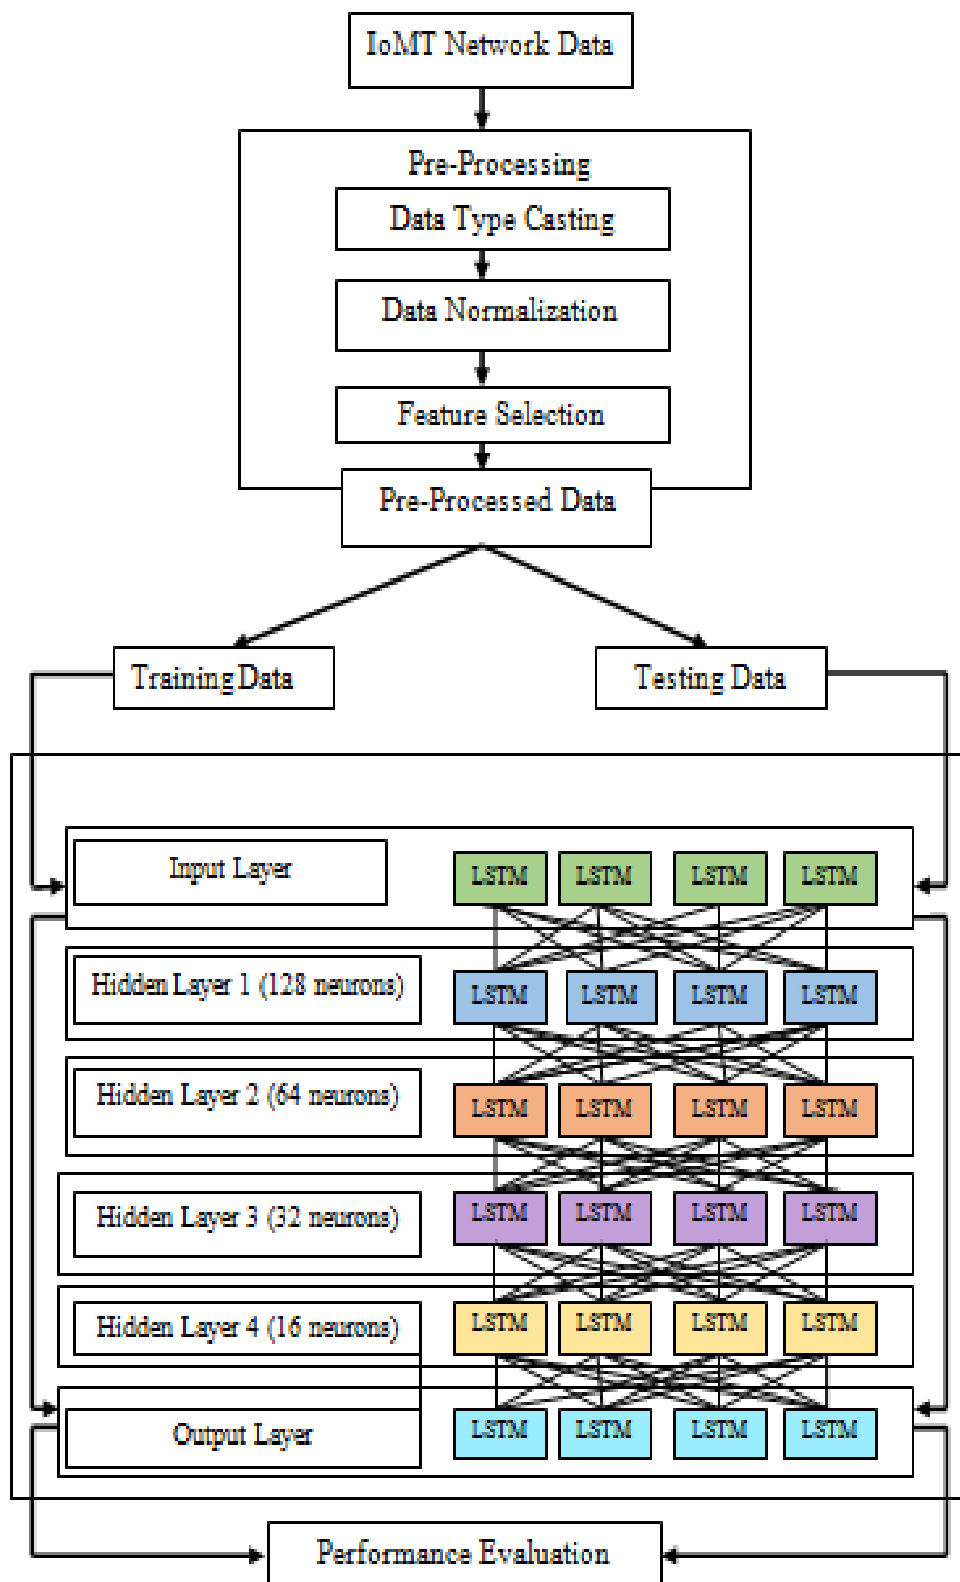 IoMT Network Data
Pre-Processing
Data Type Casting
Data Normalization
Feature Selection
Pre-Processed Data
Training Data
Testing Data
Input Layer
LSTM LSTM LSTM LSTM
Hidden Layer 1 (128 neurons)
LSTM LSTM LSTM LSTM
Hidden Layer 2 (64 neurons)
LSTM LSTM LSTM LSTM
Hidden Layer 3 (32 neurons)
LSTM LSTM LSTM LSTM
Hidden Layer 4 (16 neurons)
LSTM LSTM LSTM LSTM
Output Layer
LSTM LSTM LSTM LSTM
Performance Evaluation